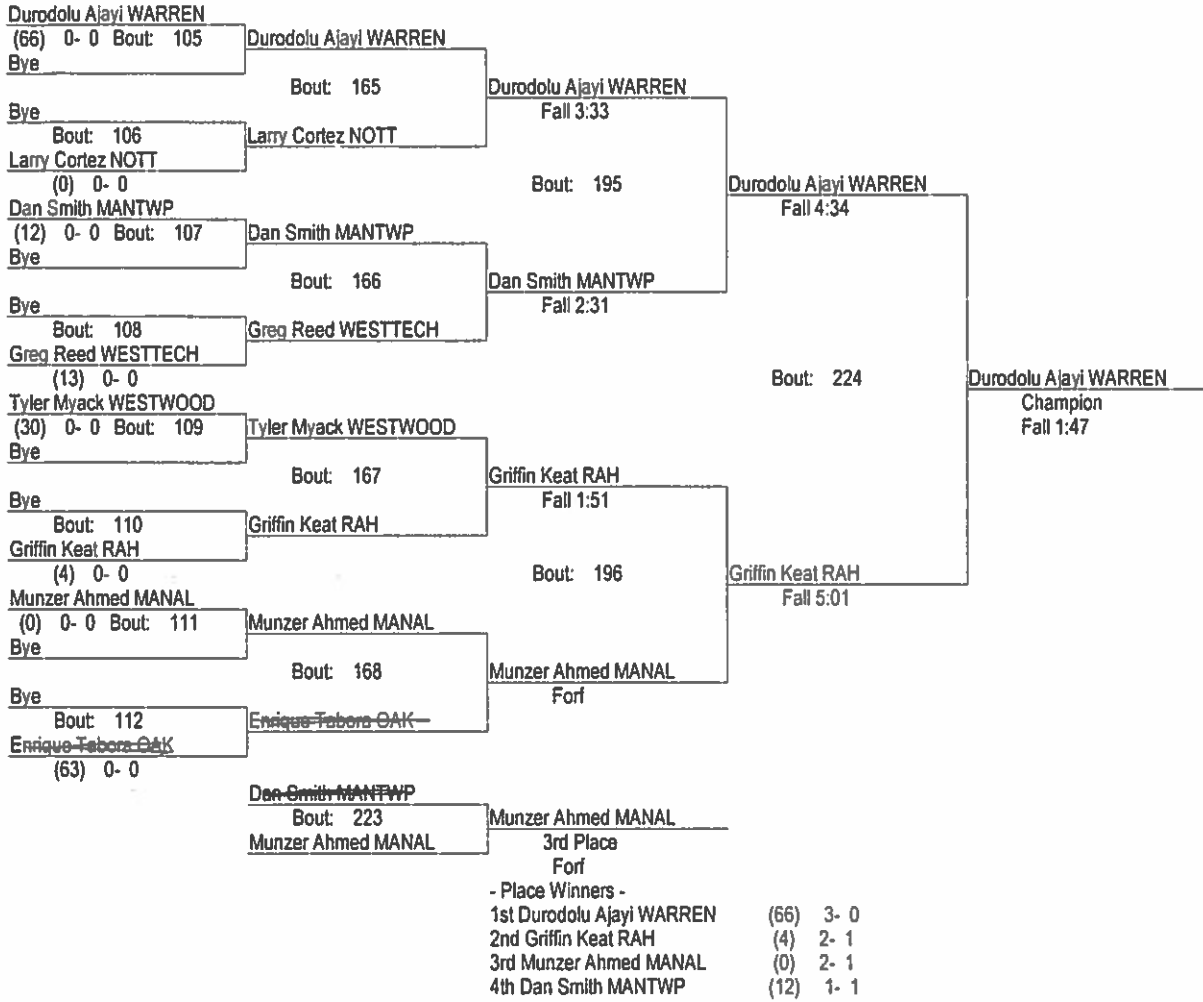 Durodolu Ajayi WARREN
(66) 0- 0 Bout: 105
Bye
Bye
Bout: 106
Larry Cortez NOTT
(0) 0- 0
Dan Smith MANTWP
(12) 0- 0 Bout: 107
Bye
Bye
Bout: 108
Greg Reed WESTTECH
(13) 0- 0
Tyler Myack WESTWOOD
(30) 0- 0 Bout: 109
Bye
Bye
Bout: 110
Griffin Keat RAH
(4) 0- 0
Munzer Ahmed MANAL
(0) 0- 0 Bout: 111
Bye
Bye
Bout: 112
Enrique Tabora OAK
(63) 0- 0
Durodolu Ajayi WARREN
Bout: 165
Larry Cortez NOTT
Dan Smith MANTWP
Bout: 166
Greg Reed WESTTECH
Tyler Myack WESTWOOD
Bout: 167
Griffin Keat RAH
Munzer Ahmed MANAL
Bout: 168
Enrique Tabora OAK
Durodolu Ajayi WARREN
Fall 3:33
Bout: 195
Dan Smith MANTWP
Fall 2:31
Griffin Keat RAH
Fall 1:51
Bout: 196
Munzer Ahmed MANAL
Forf
Durodolu Ajayi WARREN
Fall 4:34
Bout: 224
Griffin Keat RAH
Fall 5:01
Durodolu Ajayi WARREN
Champion
Fall 1:47
Dan Smith MANTWP
Bout: 223
Munzer Ahmed MANAL
Munzer Ahmed MANAL
3rd Place
Forf
- Place Winners -
1st Durodolu Ajayi WARREN (66) 3- 0
2nd Griffin Keat RAH (4) 2- 1
3rd Munzer Ahmed MANAL (0) 2- 1
4th Dan Smith MANTWP (12) 1- 1